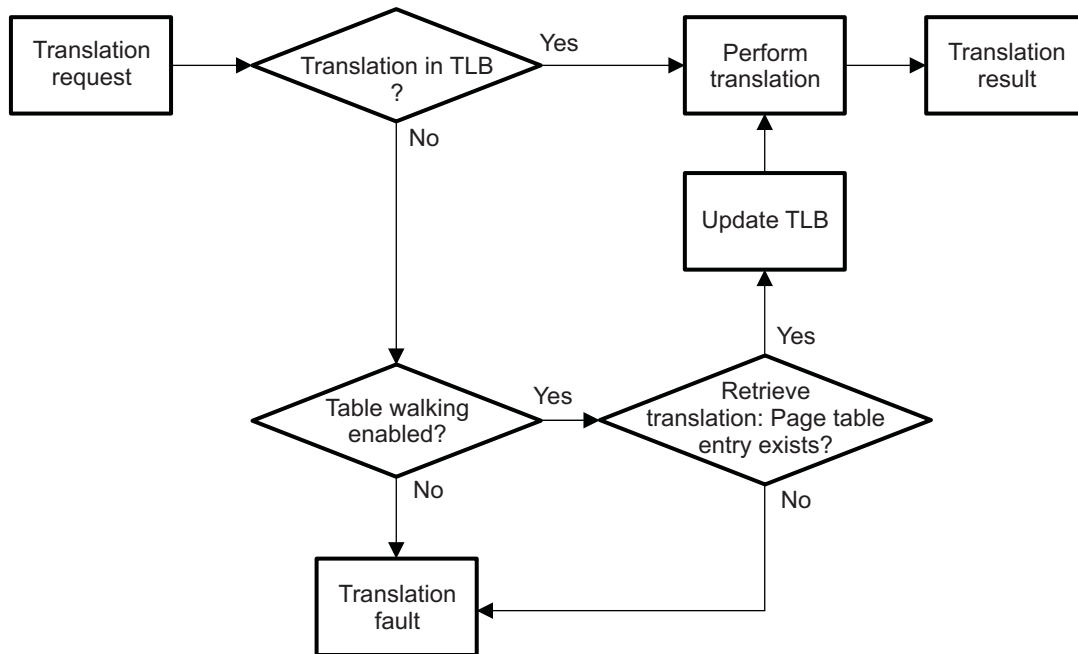 Translation
request
Translation in TLB
?
Yes
No
Perform
translation
Translation
result
Update TLB
Yes
Table walking
enabled?
Yes
No
Retrieve
translation: Page table
entry exists?
No
Translation
fault